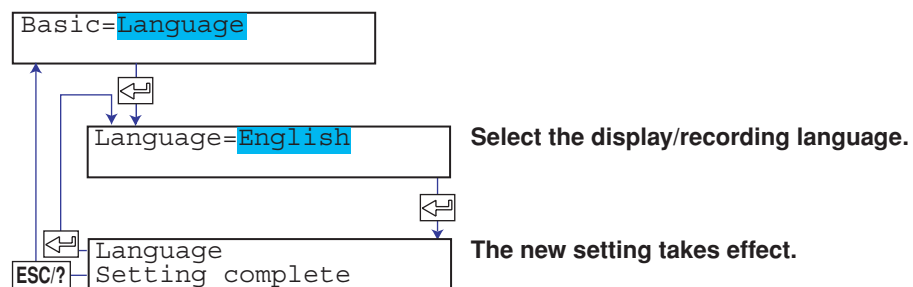 Basic=Language
Language=English
Select the display/recording language.
Language
Setting complete
The new setting takes effect.
ESC/?